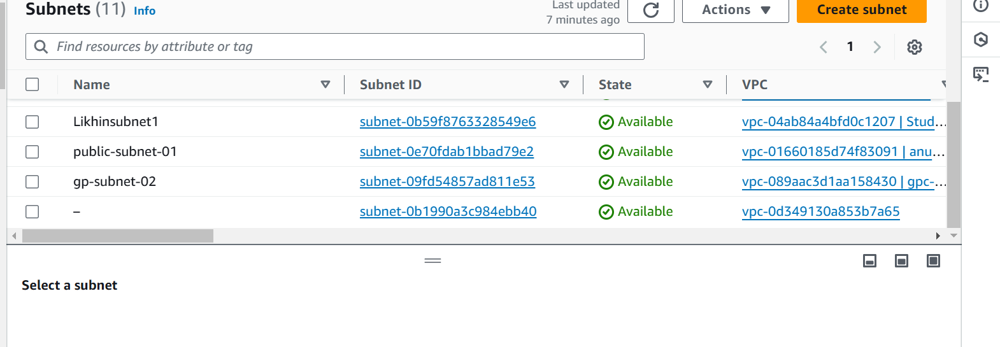 Subnets (11) Info
Last updated
7 minutes ago
Actions
Create subnet
Find resources by attribute or tag
1
Name Subnet ID State VPC
Likhinsubnet1 subnet-0b59f8763328549e6 Available vpc-04ab84a4bfd0c1207 | Stud...
public-subnet-01 subnet-0e70fdab1bbad79e2 Available vpc-01660185d74f83091 | anu...
gp-subnet-02 subnet-09fd54857ad811e53 Available vpc-089aac3d1aa158430 | gpc-...
– subnet-0b1990a3c984ebb40 Available vpc-0d349130a853b7a65
Select a subnet